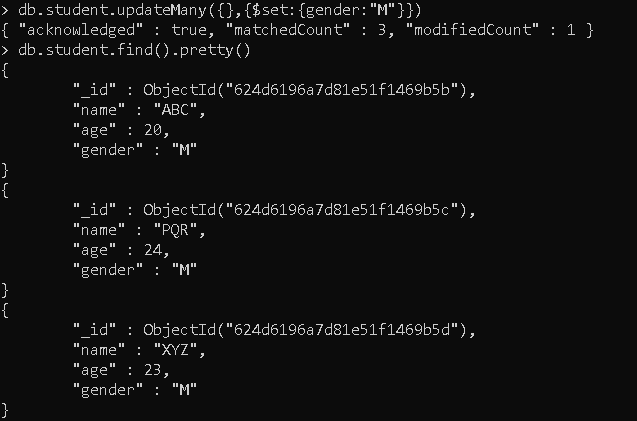 > db.student.updateMany({},{$set:{gender:"M"}})
{ "acknowledged" : true, "matchedCount" : 3, "modifiedCount" : 1 }
> db.student.find().pretty()
{
        "_id" : ObjectId("624d6196a7d81e51f1469b5b"),
        "name" : "ABC",
        "age" : 20,
        "gender" : "M"
}
{
        "_id" : ObjectId("624d6196a7d81e51f1469b5c"),
        "name" : "PQR",
        "age" : 24,
        "gender" : "M"
}
{
        "_id" : ObjectId("624d6196a7d81e51f1469b5d"),
        "name" : "XYZ",
        "age" : 23,
        "gender" : "M"
}